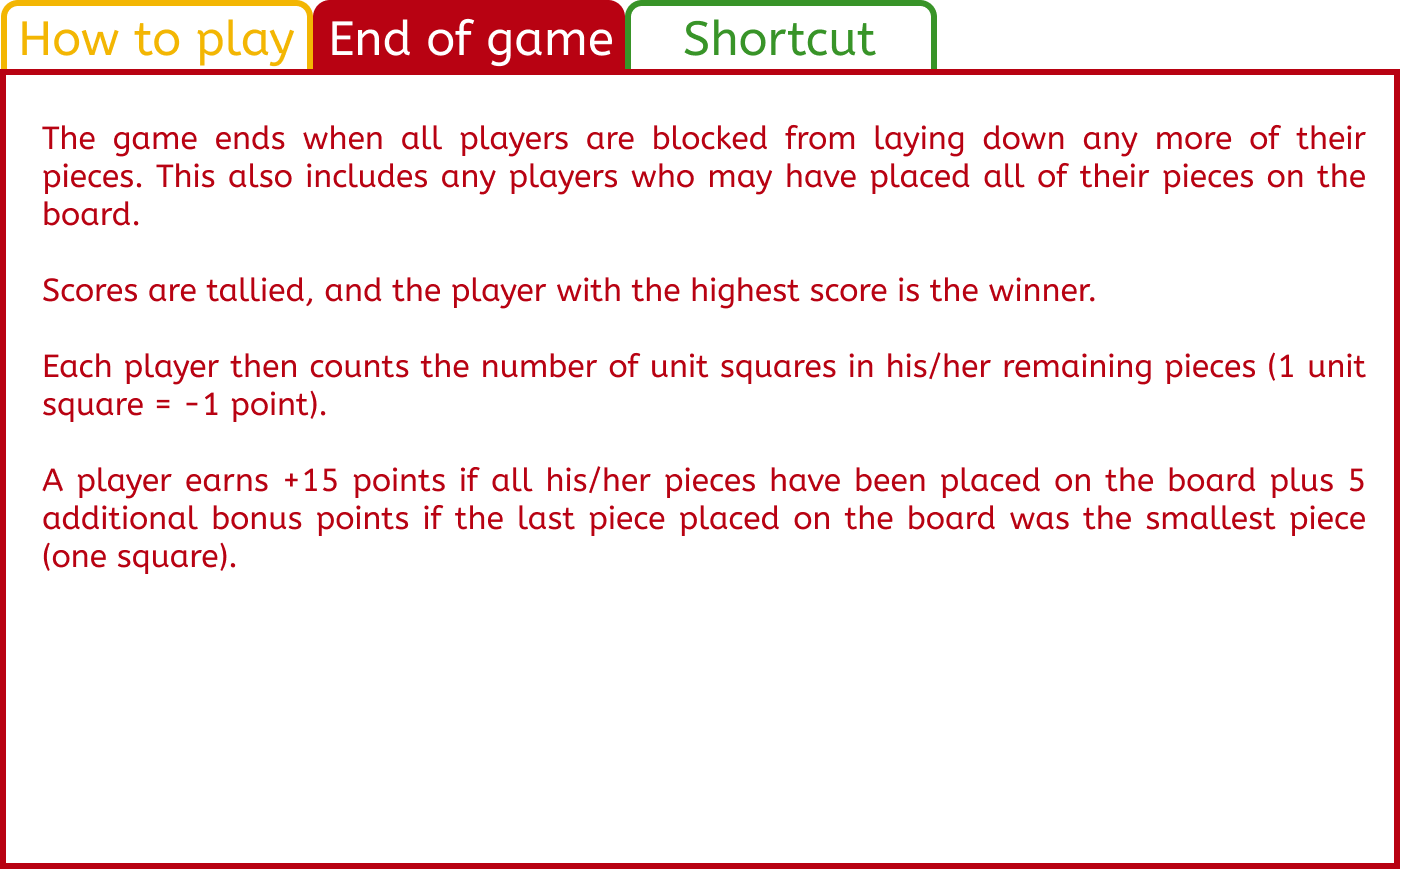 How to play
End of game
Shortcut
The game ends when all players are blocked from laying down any more of their
pieces. This also includes any players who may have placed all of their pieces on the
board.
Scores are tallied, and the player with the highest score is the winner.
Each player then counts the number of unit squares in his/her remaining pieces (1 unit
square = -1 point).
A player earns +15 points if all his/her pieces have been placed on the board plus 5
additional bonus points if the last piece placed on the board was the smallest piece
(one square).